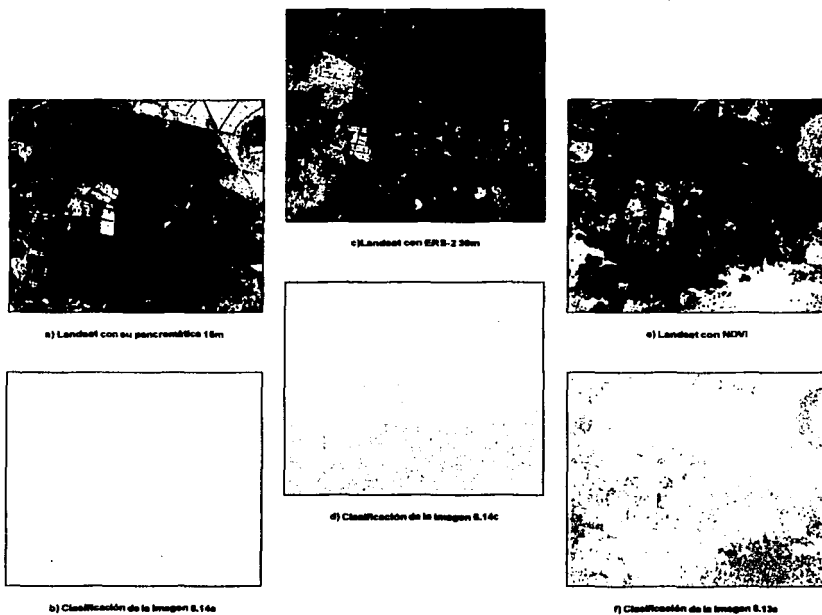 a) Landsat con su pancromática 15m
b) Clasificación de la imagen 6.14a
c)Landsat con ERS-2 30m
d) Clasificación de la imagen 6.14c
e) Landsat con NDVI
f) Clasificación de la imagen 6.13e